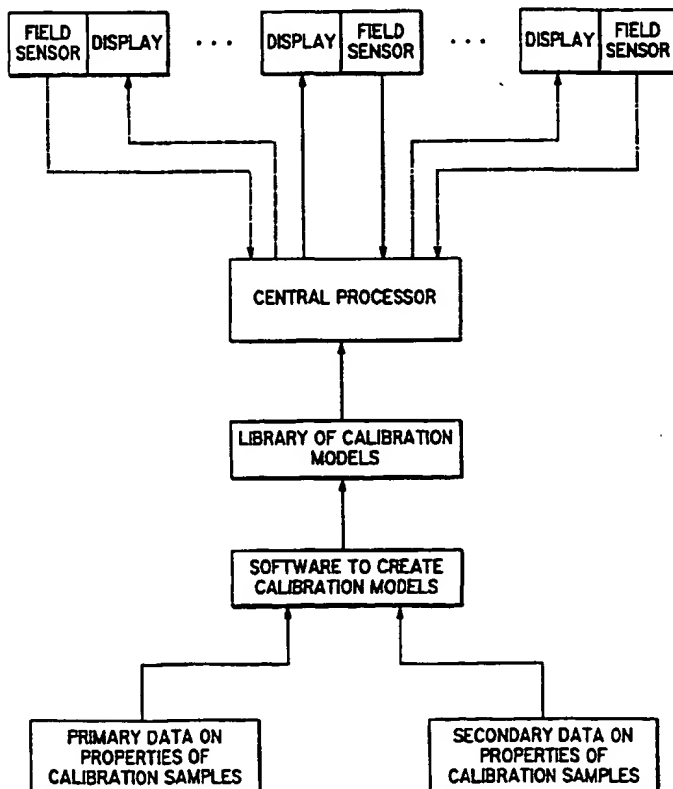 FIELD SENSOR DISPLAY ... DISPLAY FIELD SENSOR ... DISPLAY FIELD SENSOR
CENTRAL PROCESSOR
LIBRARY OF CALIBRATION
MODELS
SOFTWARE TO CREATE
CALIBRATION MODELS
PRIMARY DATA ON
PROPERTIES OF
CALIBRATION SAMPLES
SECONDARY DATA ON
PROPERTIES OF
CALIBRATION SAMPLES